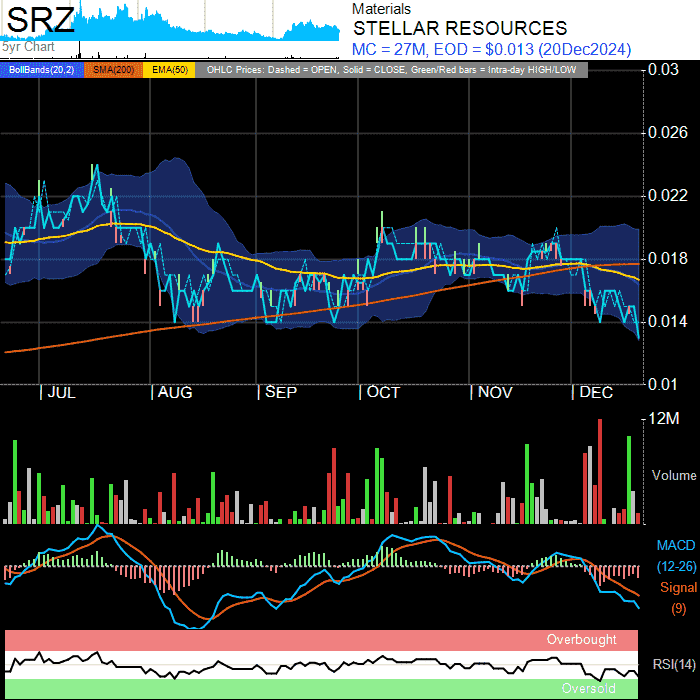 SRZ
5yr Chart
Materials
STELLAR RESOURCES
MC = 27M, EOD = $0.013 (20Dec2024)
BollBands(20,2) SMA(200) EMA(50) OHLC Prices: Dashed = OPEN, Solid = CLOSE, Green/Red bars = Intra-day HIGH/LOW
0.03
0.026
0.022
0.018
0.014
0.01
JUL AUG SEP OCT NOV DEC
12M
Volume
MACD
(12-26)
Signal
(9)
Overbought
RSI(14)
Oversold